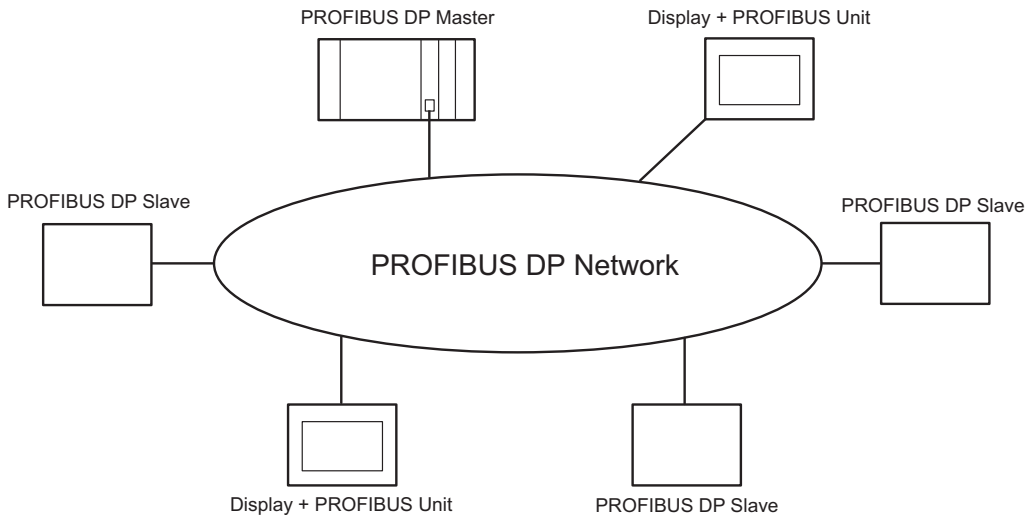 PROFIBUS DP Master
Display + PROFIBUS Unit
PROFIBUS DP Slave
PROFIBUS DP Slave
PROFIBUS DP Network
Display + PROFIBUS Unit
PROFIBUS DP Slave